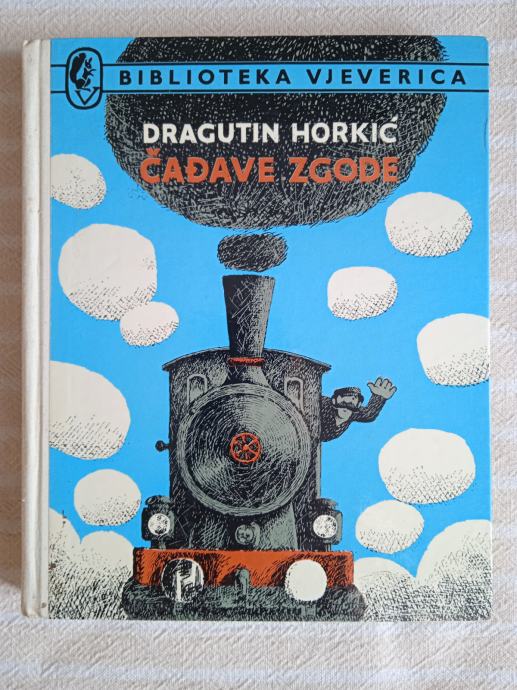 BIBLIOTEKA VJEVERICA
DRAGUTIN HORKIĆ
ČAĐAVE ZGODE